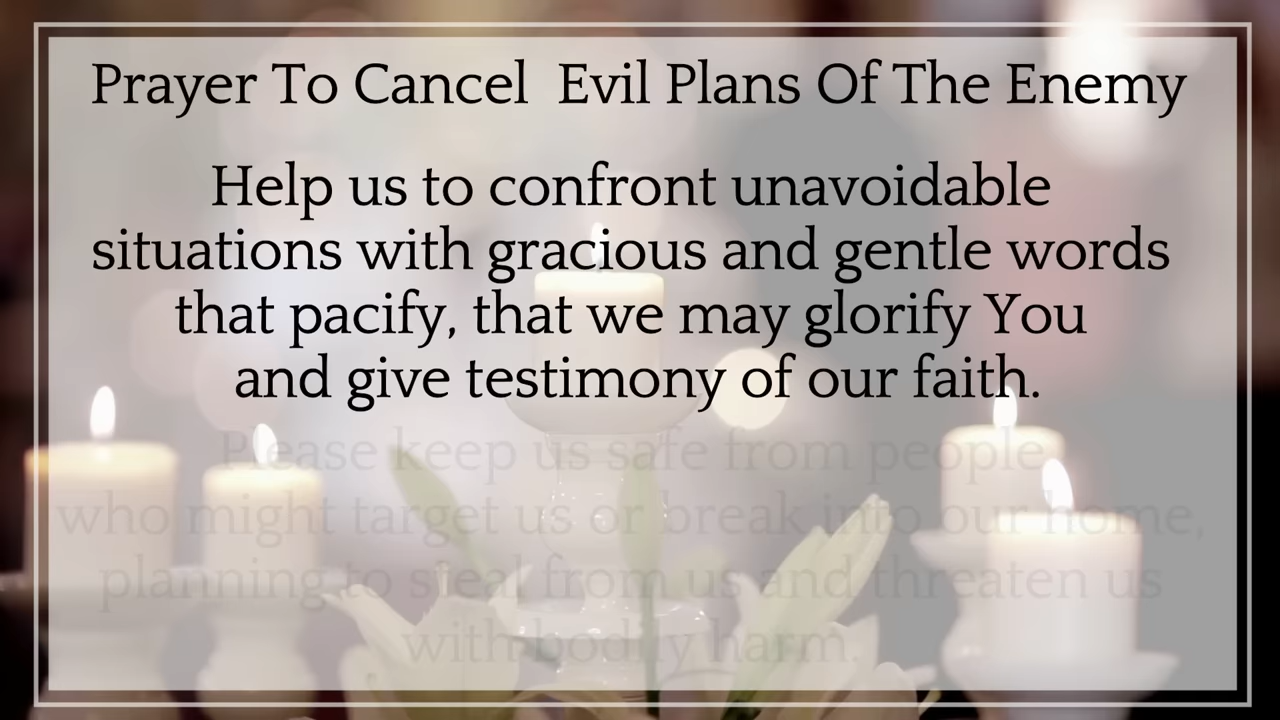 Prayer To Cancel  Evil Plans Of The Enemy
Help us to confront unavoidable
situations with gracious and gentle words
that pacify, that we may glorify You
and give testimony of our faith.
Please keep us safe from people
who might target us or break into our home,
planning to steal from us and threaten us
with bodily harm.